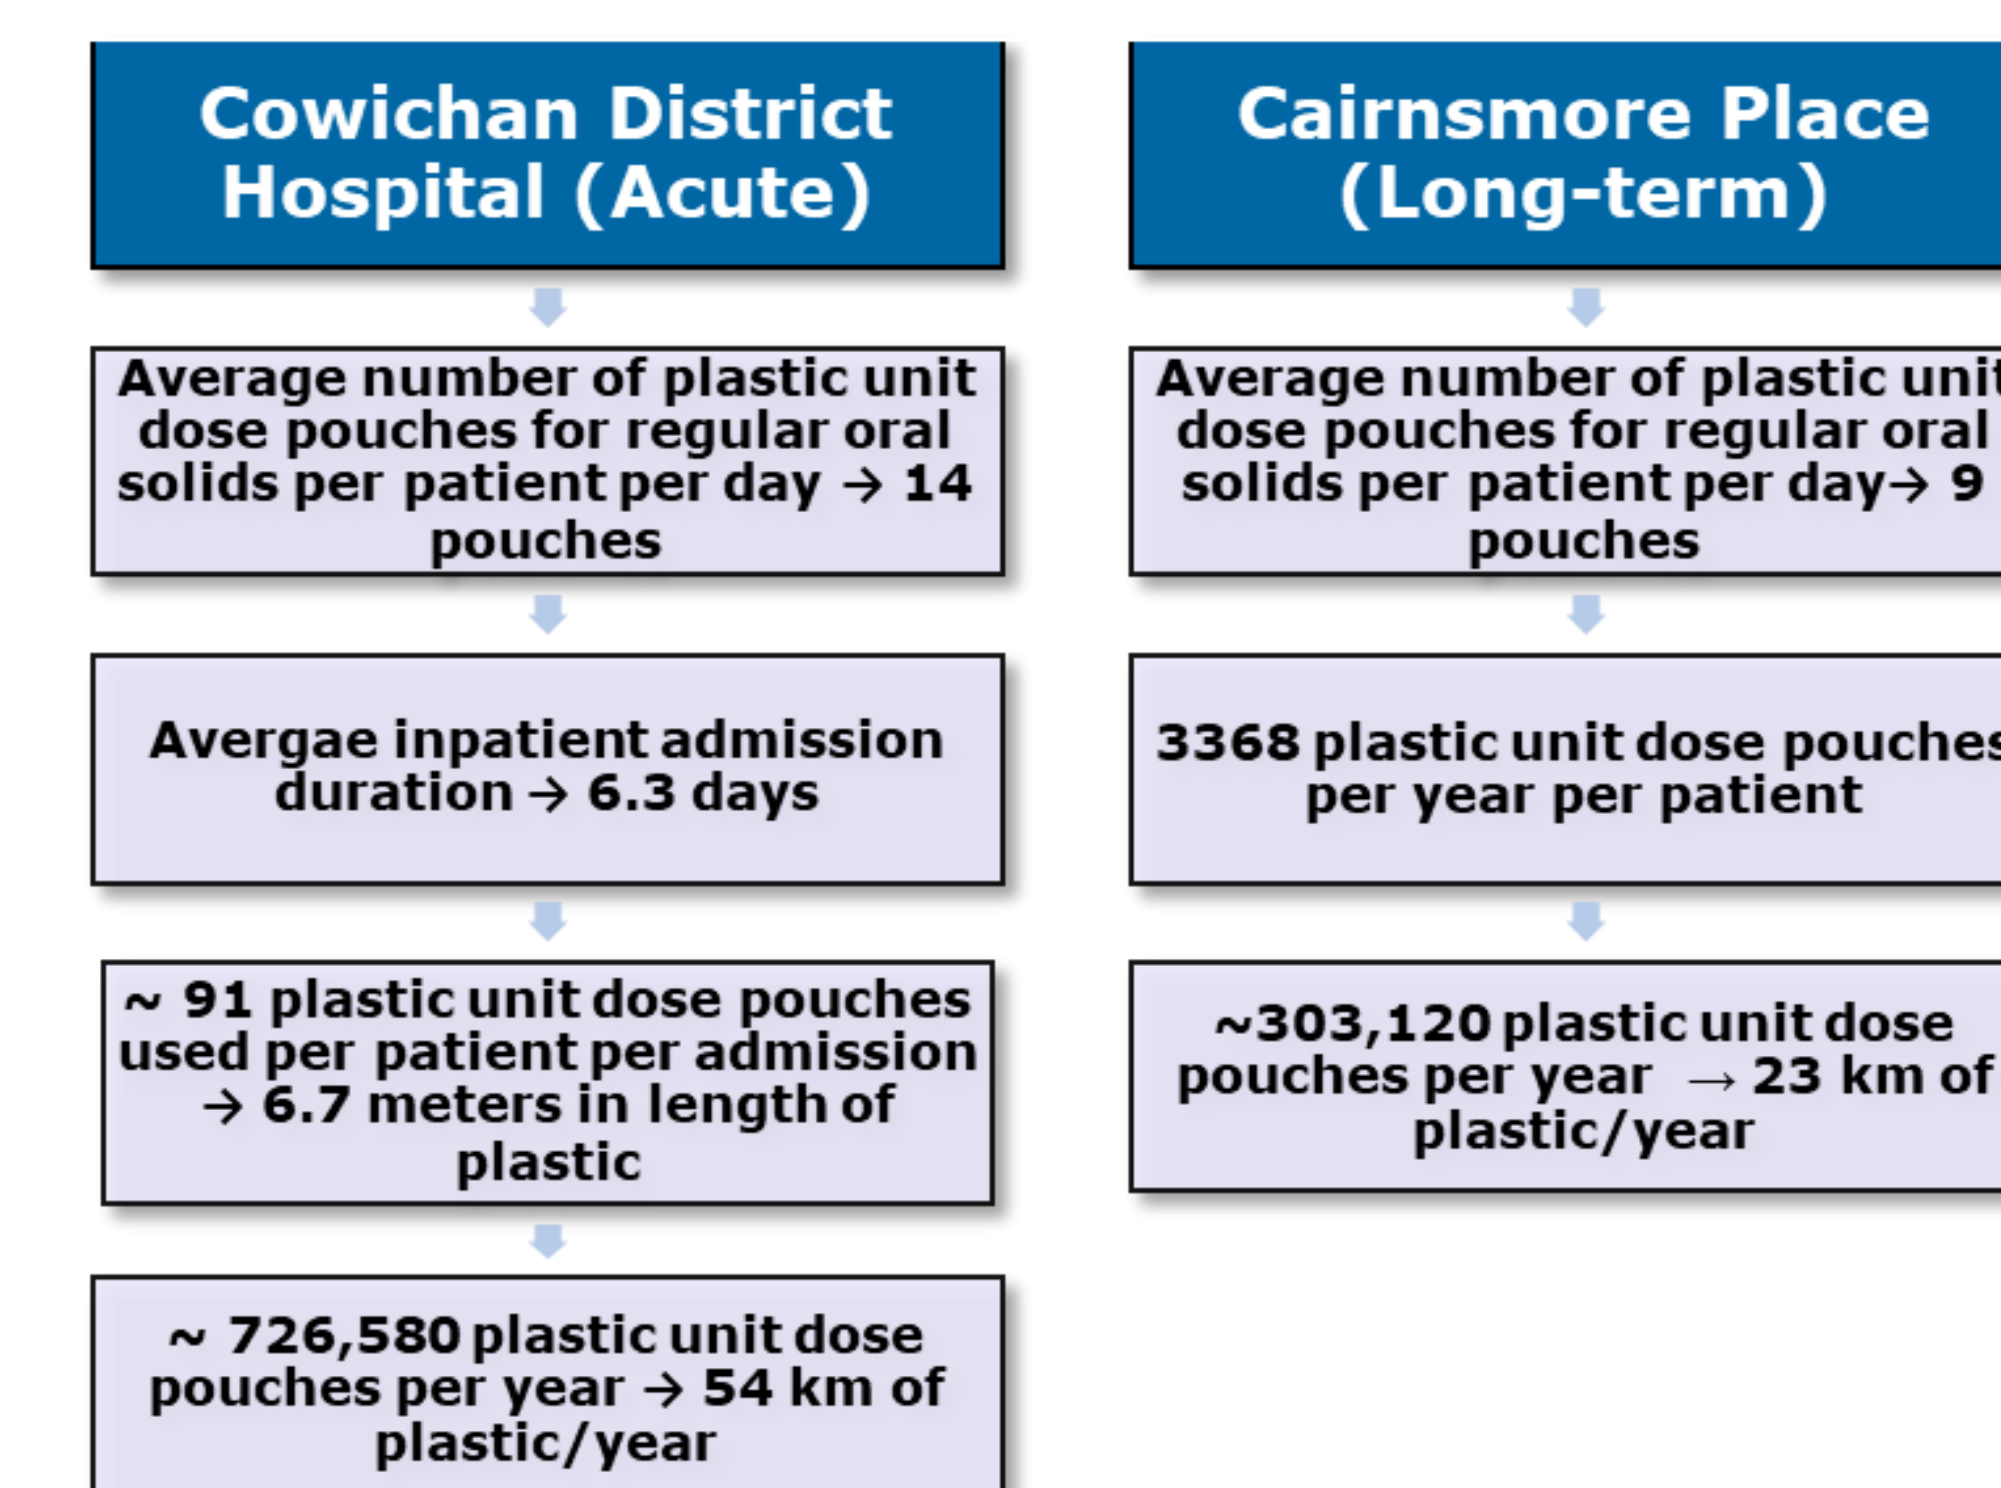 Cowichan District
Hospital (Acute)
Average number of plastic unit
dose pouches for regular oral
solids per patient per day → 14
pouches
Avergae inpatient admission
duration → 6.3 days
~ 91 plastic unit dose pouches
used per patient per admission
→ 6.7 meters in length of
plastic
~ 726,580 plastic unit dose
pouches per year → 54 km of
plastic/year
Cairnsmore Place
(Long-term)
Average number of plastic unit
dose pouches for regular oral
solids per patient per day→ 9
pouches
3368 plastic unit dose pouches
per year per patient
~303,120 plastic unit dose
pouches per year → 23 km of
plastic/year